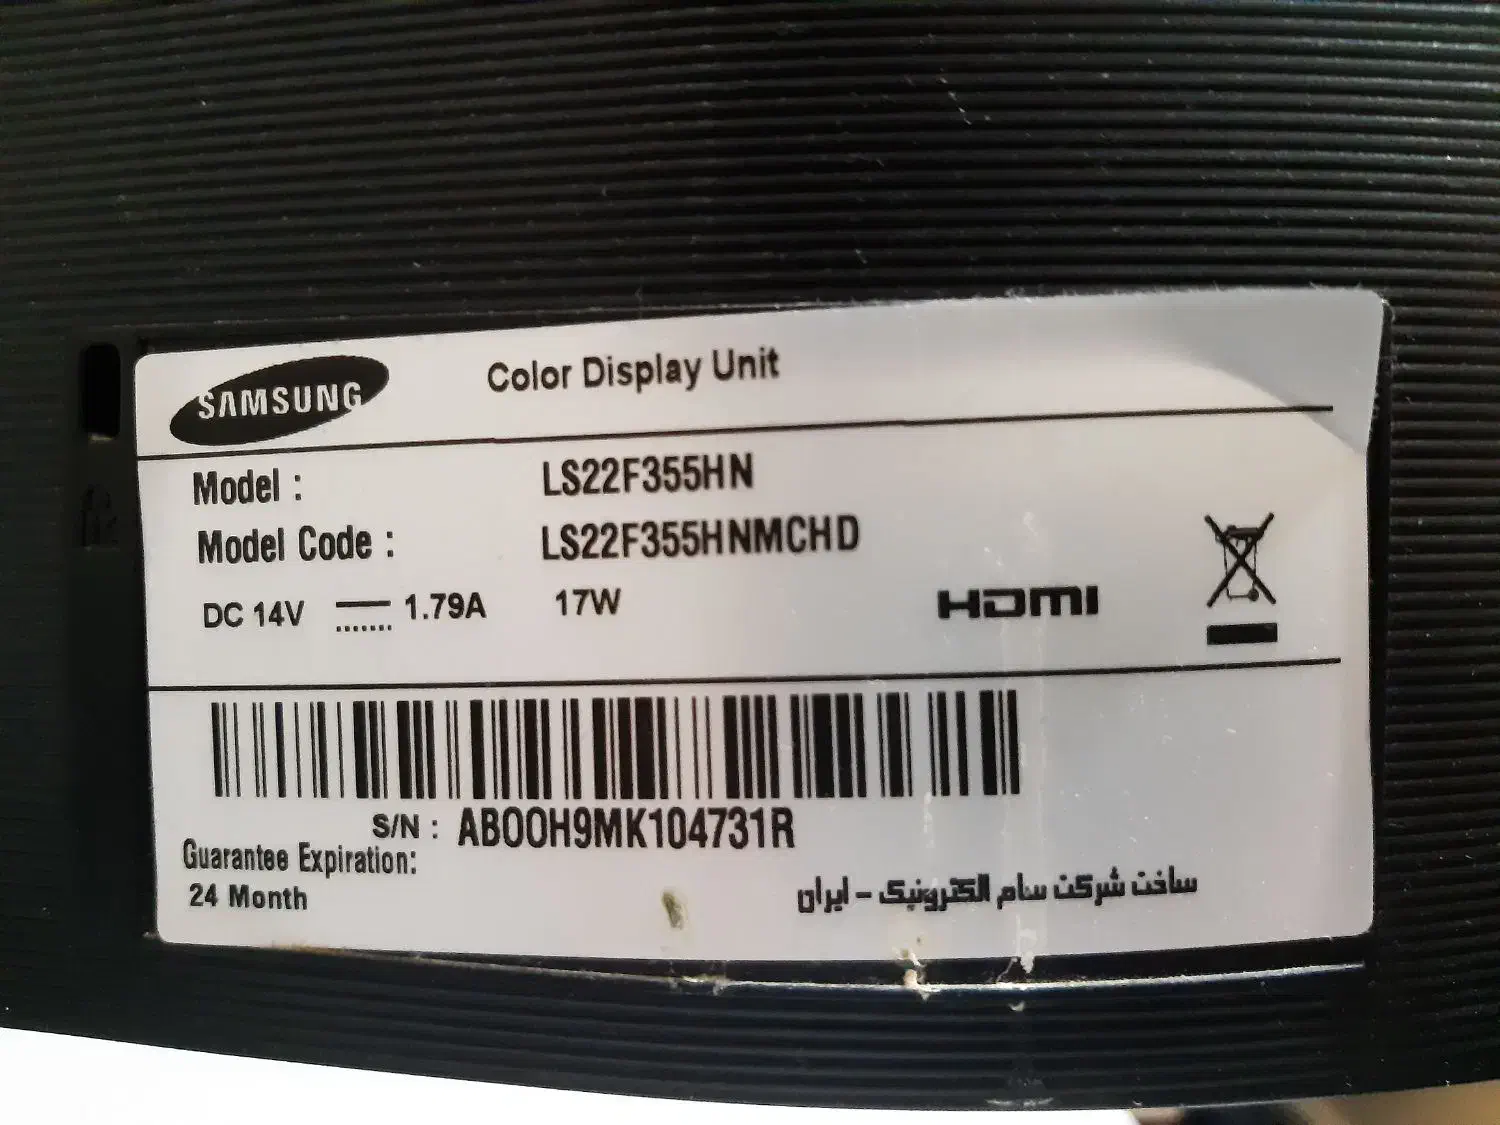 SAMSUNG Color Display Unit
Model : LS22F355HN
Model Code : LS22F355HNMCHD
DC 14V 1.79A 17W HDMI
S/N : AB00H9MK104731R
Guarantee Expiration:
24 Month
ساخت شرکت سام الکترونیک – ایران